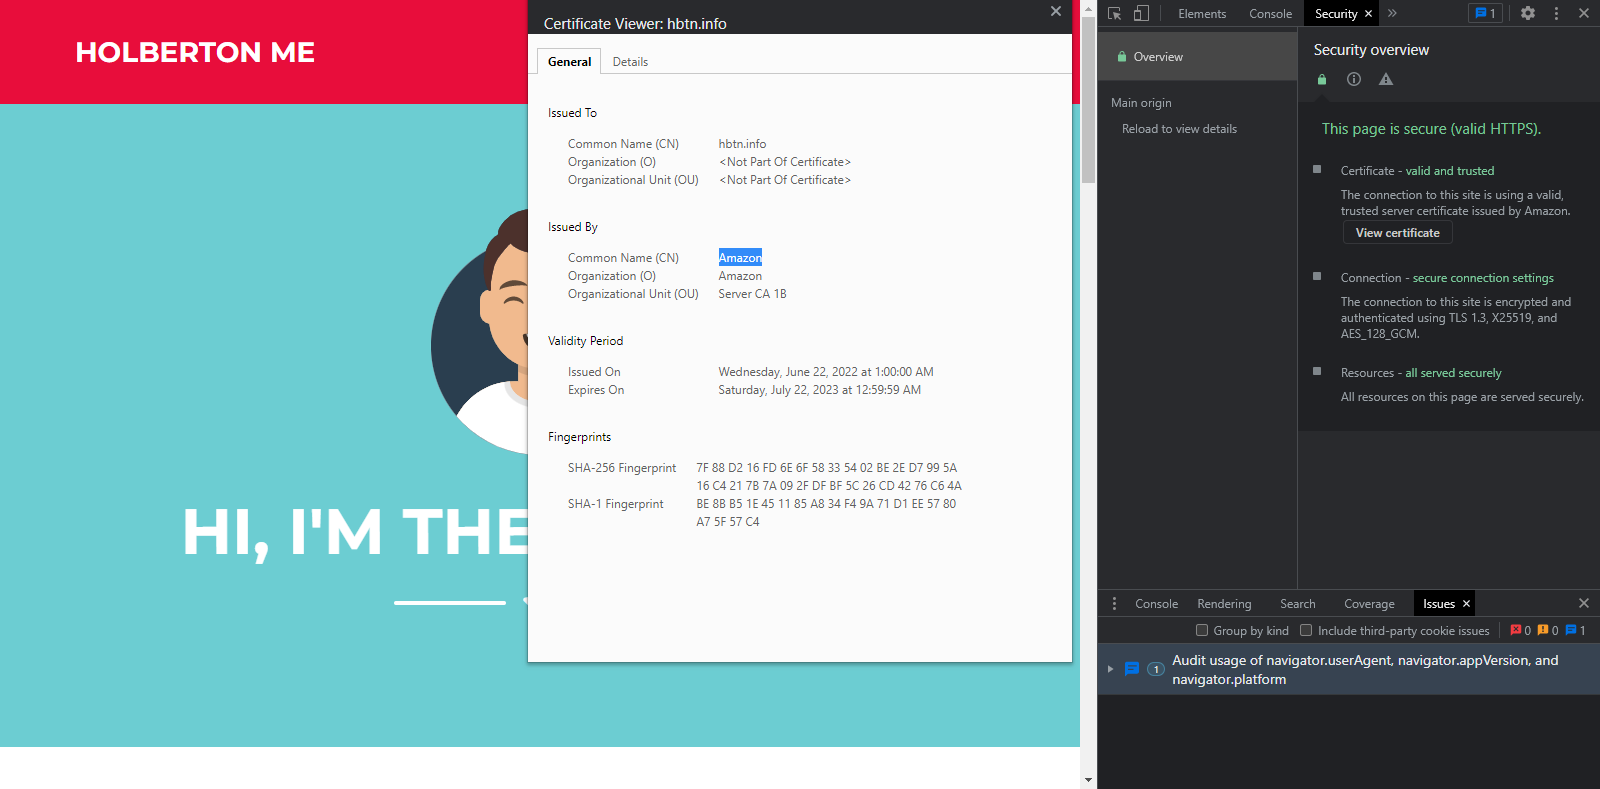 HOLBERTON ME
HI, I'M THE
Certificate Viewer: hbtn.info
General Details
Issued To
Common Name (CN) hbtn.info
Organization (O) <Not Part Of Certificate>
Organizational Unit (OU) <Not Part Of Certificate>
Issued By
Common Name (CN) Amazon
Organization (O) Amazon
Organizational Unit (OU) Server CA 1B
Validity Period
Issued On Wednesday, June 22, 2022 at 1:00:00 AM
Expires On Saturday, July 22, 2023 at 12:59:59 AM
Fingerprints
SHA-256 Fingerprint 7F 88 D2 16 FD 6E 6F 58 33 54 02 BE 2E D7 99 5A
16 C4 21 7B 7A 09 2F DF BF 5C 26 CD 42 76 C6 4A
SHA-1 Fingerprint BE 8B B5 1E 45 11 85 A8 34 F4 9A 71 D1 EE 57 80
A7 5F 57 C4
Elements Console Security 1
Overview
Main origin
Reload to view details
Security overview
This page is secure (valid HTTPS).
Certificate - valid and trusted
The connection to this site is using a valid,
trusted server certificate issued by Amazon.
View certificate
Connection - secure connection settings
The connection to this site is encrypted and
authenticated using TLS 1.3, X25519, and
AES_128_GCM.
Resources - all served securely
All resources on this page are served securely.
Console Rendering Search Coverage Issues
Group by kind Include third-party cookie issues 0 0 1
1 Audit usage of navigator.userAgent, navigator.appVersion, and
navigator.platform